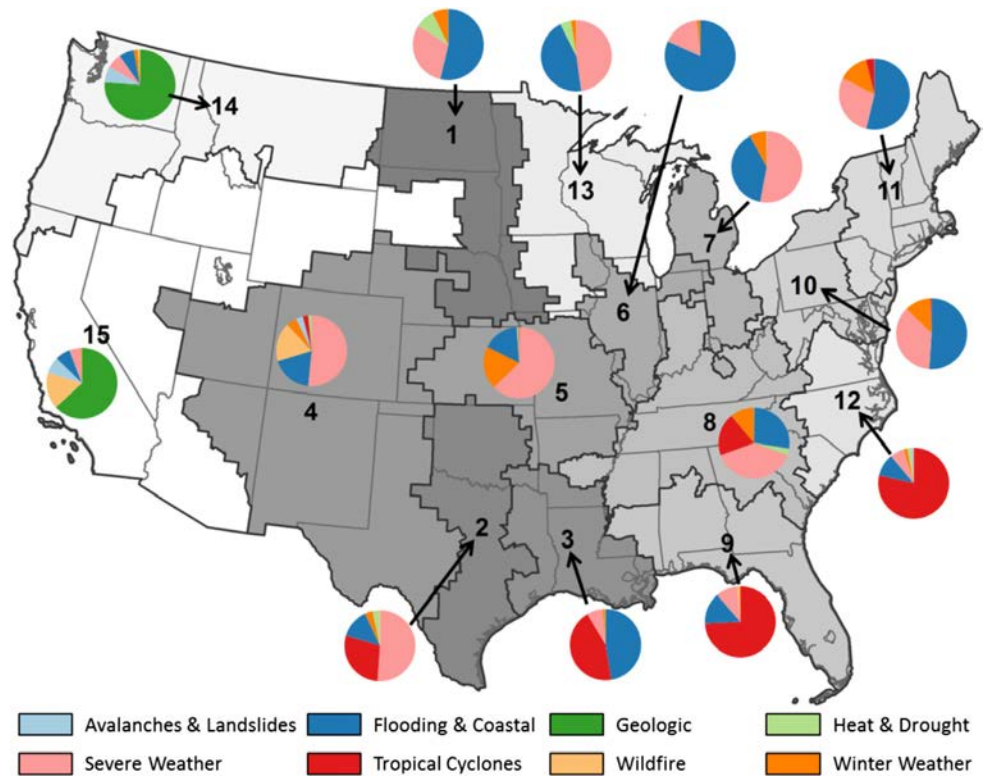 14
1
13
11
7
10
6
15
5
4
12
8
2
3
9
Avalanches & Landslides
Flooding & Coastal
Geologic
Heat & Drought
Severe Weather
Tropical Cyclones
Wildfire
Winter Weather